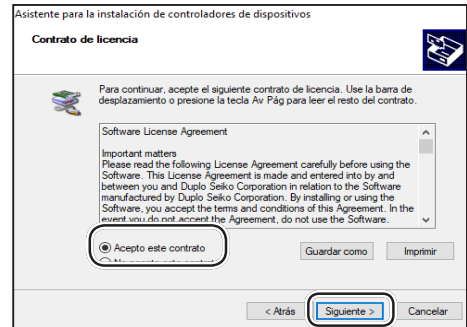 Asistente para la instalación de controladores de dispositivos
Contrato de licencia
Para continuar, acepte el siguiente contrato de licencia. Use la barra de
desplazamiento o presione la tecla Av Pág para leer el resto del contrato.
Software License Agreement
Important matters
Please read the following License Agreement carefully before using the
Software. This License Agreement is made and entered into by and
between you and Duplo Seiko Corporation in relation to the Software
manufactured by Duplo Seiko Corporation. By installing or using the
Software, you accept the terms and conditions of this Agreement. In the
event you do not accept the Agreement, do not use the Software.
Acepto este contrato
Guardar como
Imprimir
< Atrás
Siguiente >
Cancelar